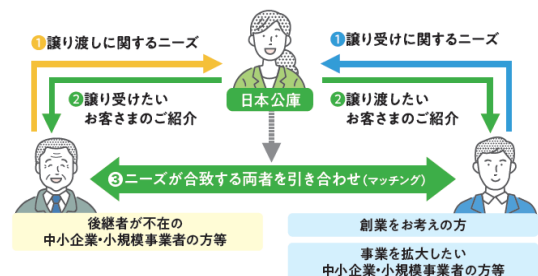 ❶譲り渡しに関するニーズ
❶譲り受けに関するニーズ
❷譲り受けたい
お客さまのご紹介
日本公庫
❷譲り渡したい
お客さまのご紹介
❸ニーズが合致する両者を引き合わせ(マッチング)
後継者が不在の
中小企業・小規模事業者の方等
創業をお考えの方
事業を拡大したい
中小企業・小規模事業者の方等